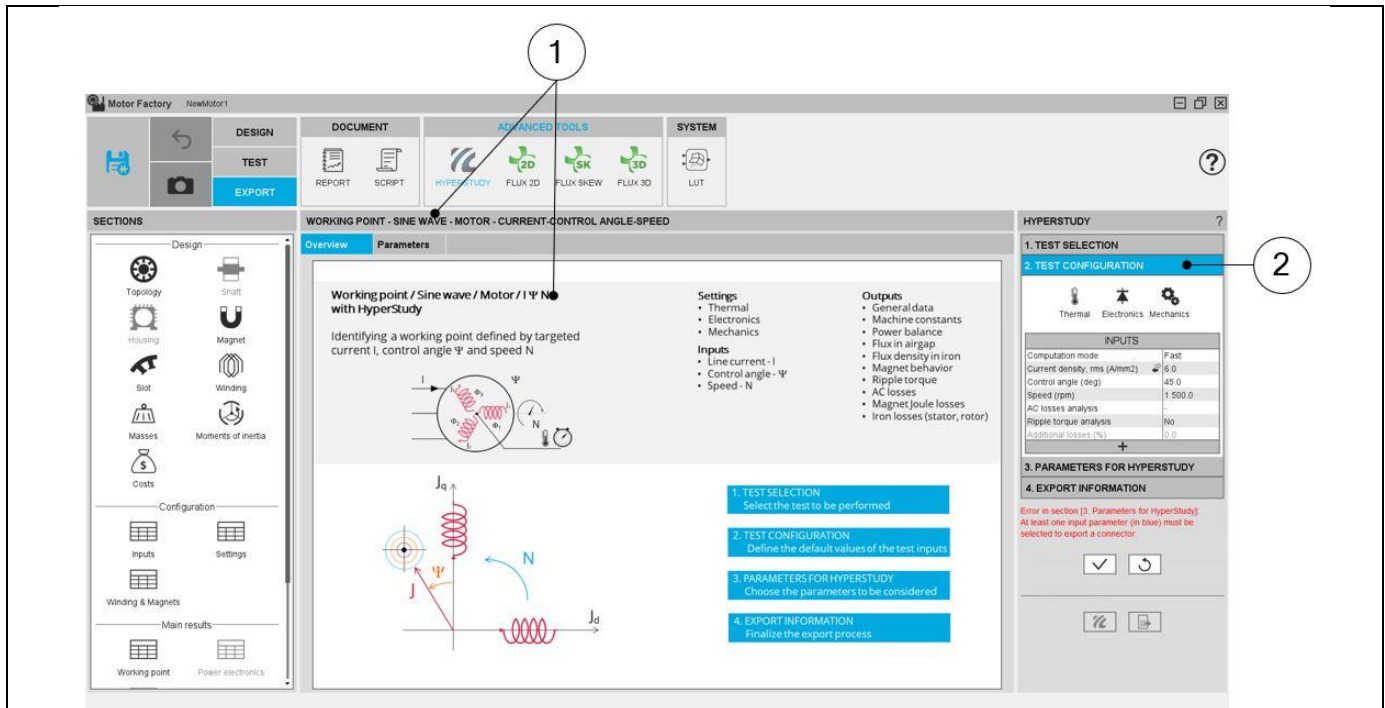 1
Motor Factory NewMotor1
DESIGN
TEST
EXPORT
DOCUMENT
REPORT
SCRIPT
ADVANCED TOOLS
HYPERSTUDY
2D
FLUX 2D
SK
FLUX SKEW
3D
FLUX 3D
SYSTEM
LUT
?
SECTIONS
Design
Topology
Shaft
Housing
Magnet
Slot
Winding
Masses
Moments of inertia
$
Costs
Configuration
Inputs
Settings
Winding & Magnets
Main results
Working point
Power electronics
WORKING POINT - SINE WAVE - MOTOR - CURRENT-CONTROL ANGLE-SPEED
Overview
Parameters
Working point / Sine wave / Motor / I Ψ N
with HyperStudy
Identifying a working point defined by targeted
current I, control angle Ψ and speed N
I
Ψ
J₁
J₂
J₃
Φ₁
Φ₂
Φ₃
N
Settings
• Thermal
• Electronics
• Mechanics
Inputs
• Line current - I
• Control angle - Ψ
• Speed - N
Outputs
• General data
• Machine constants
• Power balance
• Flux in airgap
• Flux density in iron
• Magnet behavior
• Ripple torque
• AC losses
• Magnet Joule losses
• Iron losses (stator, rotor)
Jq
Ψ
J
N
Jd
1. TEST SELECTION
Select the test to be performed
2. TEST CONFIGURATION
Define the default values of the test inputs
3. PARAMETERS FOR HYPERSTUDY
Choose the parameters to be considered
4. EXPORT INFORMATION
Finalize the export process
HYPERSTUDY ?
1. TEST SELECTION
2. TEST CONFIGURATION
2
Thermal
Electronics
Mechanics
INPUTS
Computation mode Fast
Current density, rms (A/mm2) 6.0
Control angle (deg) 45.0
Speed (rpm) 1 500.0
AC losses analysis -
Ripple torque analysis No
Additional losses (%) 0.0
+
3. PARAMETERS FOR HYPERSTUDY
4. EXPORT INFORMATION
Error in section [3. Parameters for HyperStudy]:
At least one input parameter (in blue) must be
selected to export a connector.